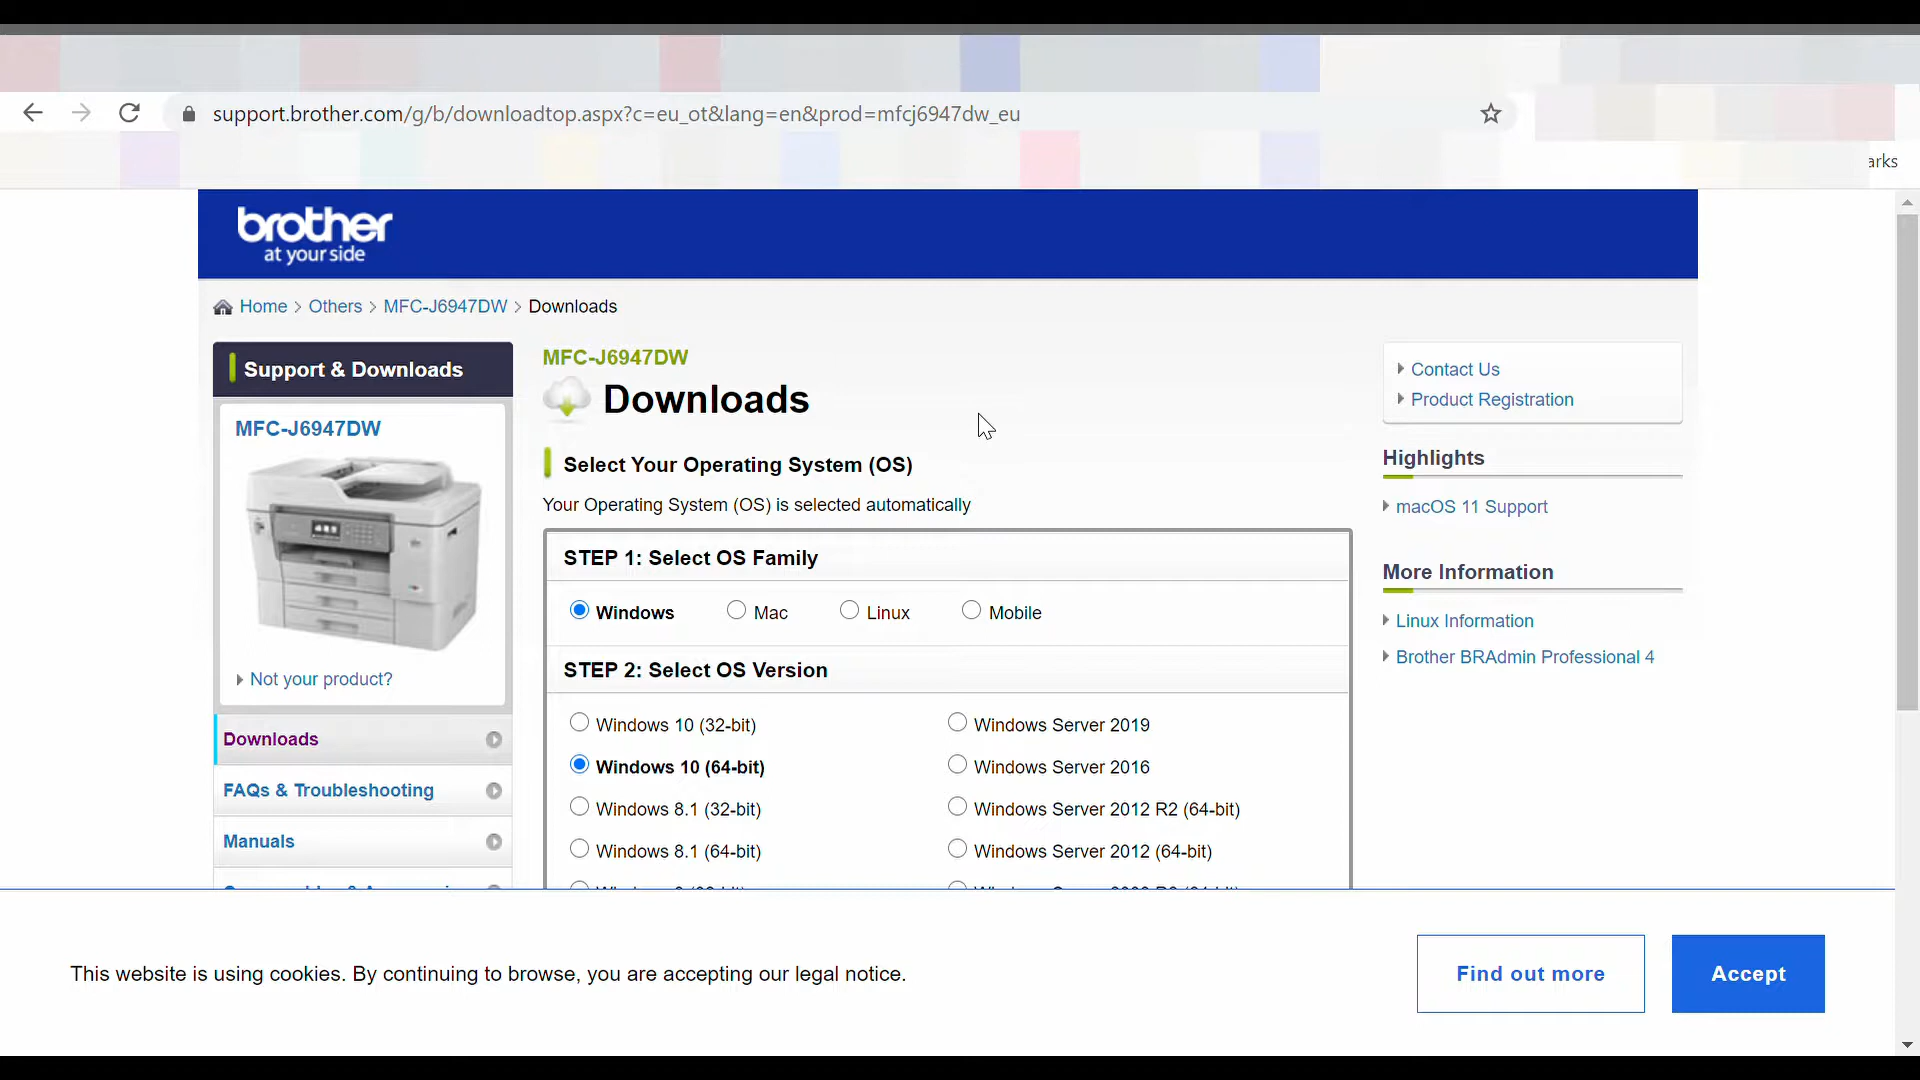 support.brother.com/g/b/downloadtop.aspx?c=eu_ot&lang=en&prod=mfcj6947dw_eu
arks
brother
at your side
Home > Others > MFC-J6947DW > Downloads
Support & Downloads
MFC-J6947DW
Not your product?
Downloads
FAQs & Troubleshooting
Manuals
MFC-J6947DW
Downloads
Select Your Operating System (OS)
Your Operating System (OS) is selected automatically
STEP 1: Select OS Family
Windows Mac Linux Mobile
STEP 2: Select OS Version
Windows 10 (32-bit) Windows Server 2019
Windows 10 (64-bit) Windows Server 2016
Windows 8.1 (32-bit) Windows Server 2012 R2 (64-bit)
Windows 8.1 (64-bit) Windows Server 2012 (64-bit)
Contact Us
Product Registration
Highlights
macOS 11 Support
More Information
Linux Information
Brother BRAdmin Professional 4
This website is using cookies. By continuing to browse, you are accepting our legal notice.
Find out more
Accept